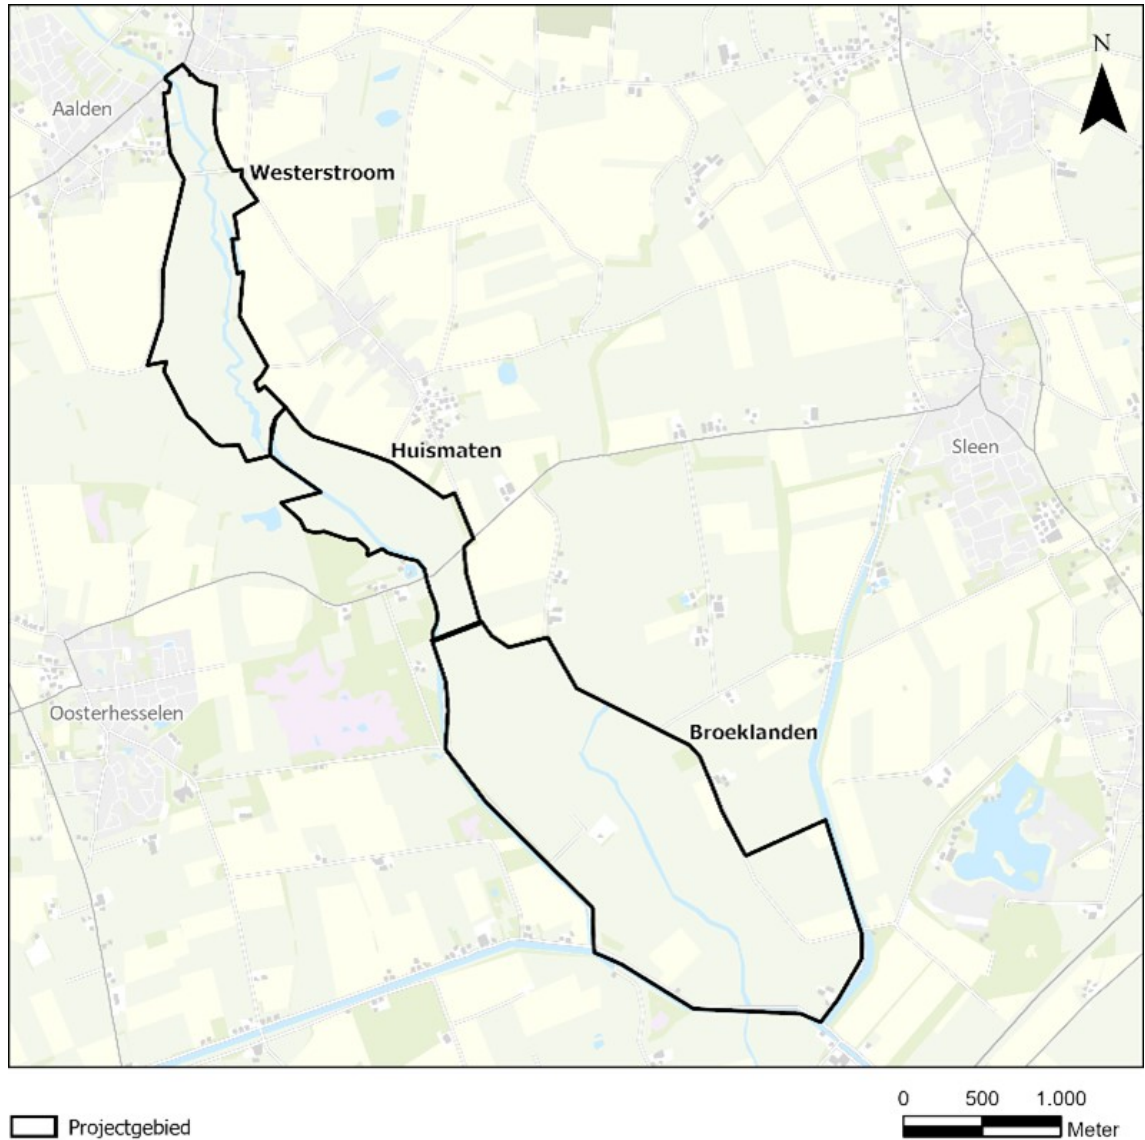 N
Aalden
Westerstroom
Huismaten
Sleen
Oosterhesselen
Broeklanden
Projectgebied
0 500 1.000
Meter